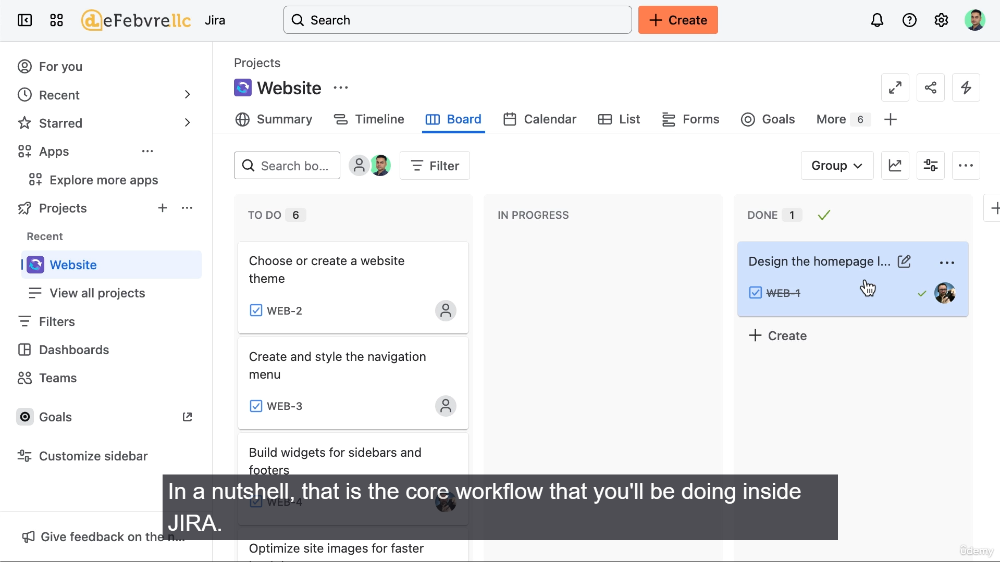 deFebvre.llc Jira
Search
Create
For you
Recent
Starred
Apps
Explore more apps
Projects
Recent
Website
View all projects
Filters
Dashboards
Teams
Goals
Customize sidebar
Give feedback on the n...
Projects
Website
Summary
Timeline
Board
Calendar
List
Forms
Goals
More 6
Search bo...
Filter
Group
TO DO 6
Choose or create a website
theme
WEB-2
Create and style the navigation
menu
WEB-3
Build widgets for sidebars and
footers
WEB-4
Optimize site images for faster
IN PROGRESS
DONE 1
Design the homepage l...
WEB-1
Create
In a nutshell, that is the core workflow that you'll be doing inside
JIRA.
ûdemy